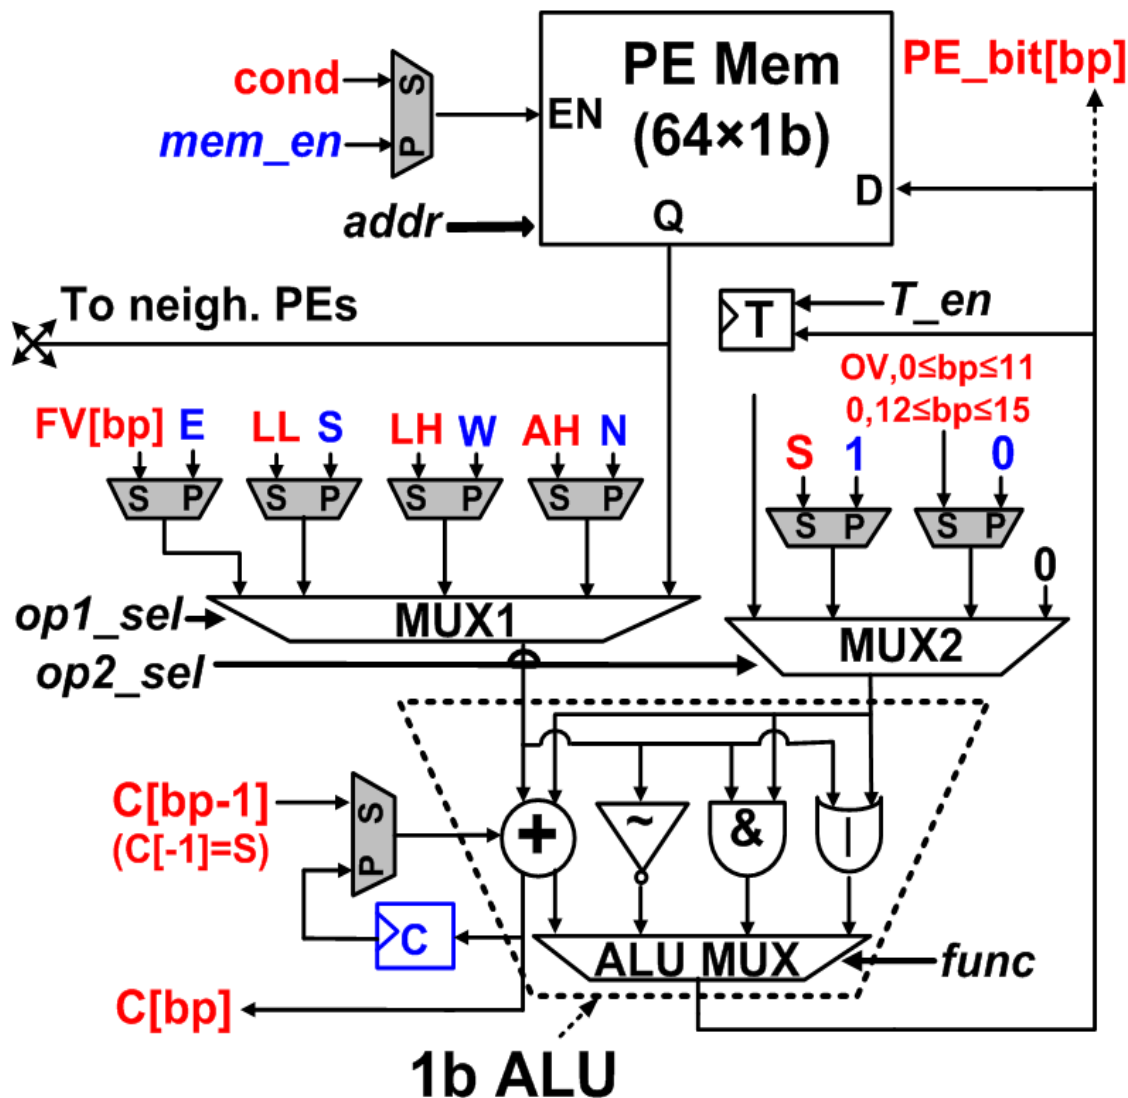 PE Mem
(64×1b)
EN
Q
D
PE_bit[bp]
cond
mem_en
S
P
addr
To neigh. PEs
T
T_en
OV,0≤bp≤11
0,12≤bp≤15
FV[bp] E
LL S
LH W
AH N
S 1
0
S P
S P
S P
S P
S P
S P
0
op1_sel
MUX1
op2_sel
MUX2
C[bp-1]
(C[-1]=S)
S
P
+
~
&
|
C
ALU MUX
func
C[bp]
1b ALU